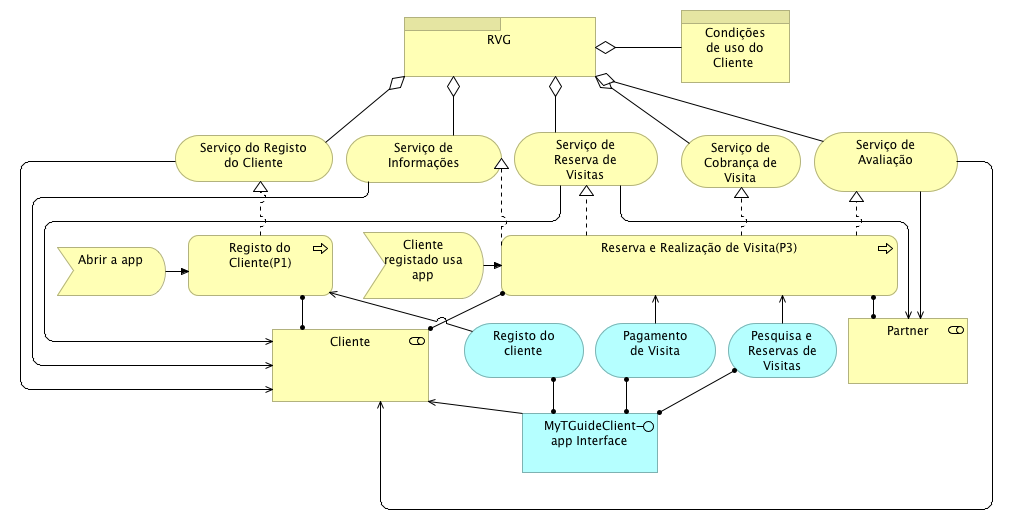 RVG
Condições
de uso do
Cliente
Serviço do Registo
do Cliente
Serviço de
Informações
Serviço de
Reserva de
Visitas
Serviço de
Cobrança de
Visita
Serviço de
Avaliação
Abrir a app
Registo do
Cliente(P1)
Cliente
registado usa
app
Reserva e Realização de Visita(P3)
Cliente
Registo do
cliente
Pagamento
de Visita
Pesquisa e
Reservas de
Visitas
Partner
MyTGuideClient
app Interface